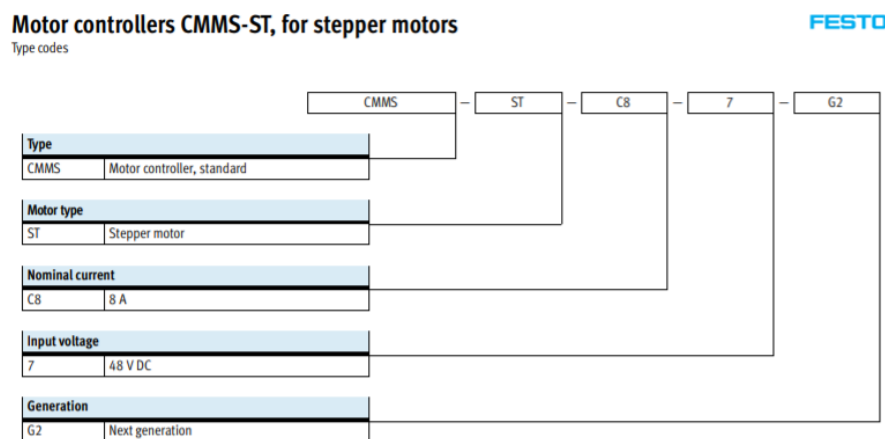 Motor controllers CMMS-ST, for stepper motors
FESTO
Type codes
CMMS – ST – C8 – 7 – G2
Type
CMMS Motor controller, standard
Motor type
ST Stepper motor
Nominal current
C8 8 A
Input voltage
7 48 V DC
Generation
G2 Next generation